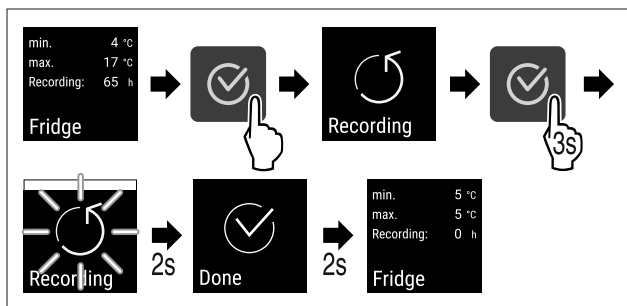 min. 4 °C
max. 17 °C
Recording: 65 h
Fridge
Recording
3s
Recording
2s
Done
2s
min. 5 °C
max. 5 °C
Recording: 0 h
Fridge